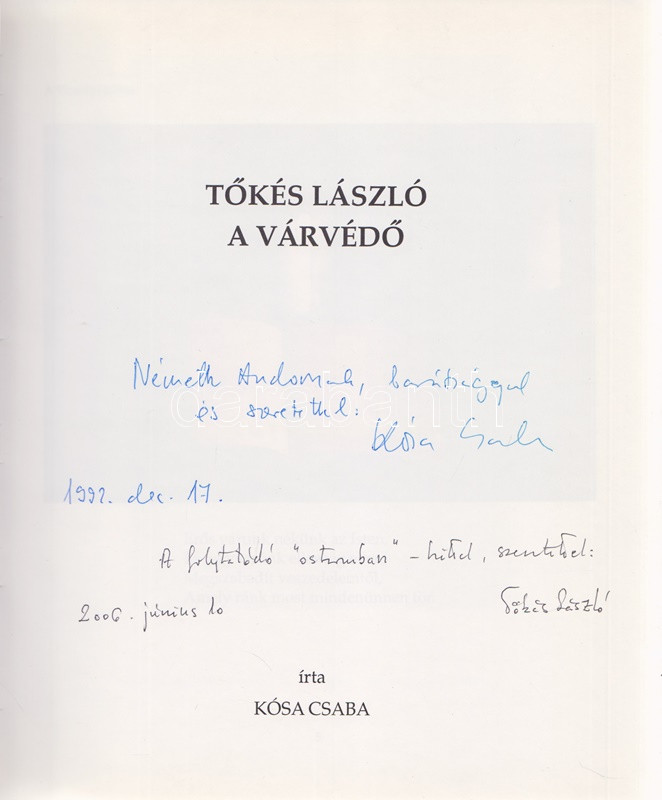 TŐKÉS LÁSZLÓ
A VÁRVÉDŐ
Németh Andornak, barátsággal
és szeretettel:
Kósa Csaba
1992. dec. 17.
A folytatódó "ostromban" – hittel, szeretettel:
2006. június 10
Tőkés László
írta
KÓSA CSABA